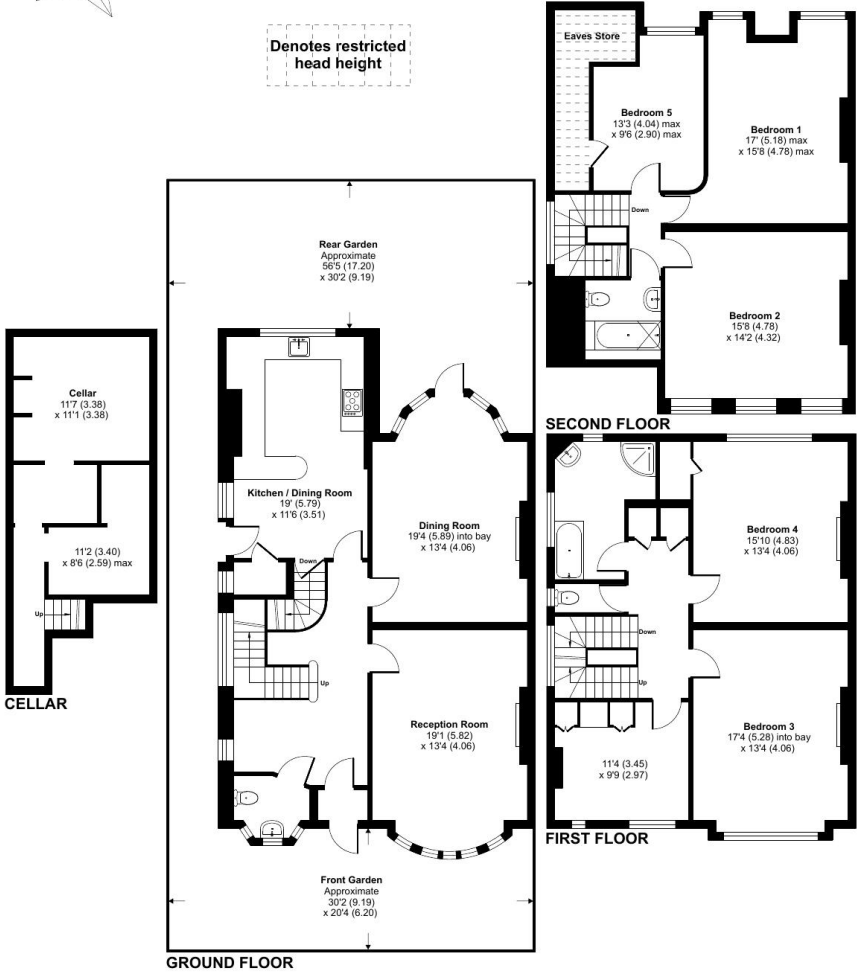 Denotes restricted
head height
Eaves Store
Bedroom 5
13'3 (4.04) max
x 9'6 (2.90) max
Bedroom 1
17' (5.18) max
x 15'8 (4.78) max
Down
Bedroom 2
15'8 (4.78)
x 14'2 (4.32)
SECOND FLOOR
Rear Garden
Approximate
56'5 (17.20)
x 30'2 (9.19)
Kitchen / Dining Room
19' (5.79)
x 11'6 (3.51)
Dining Room
19'4 (5.89) into bay
x 13'4 (4.06)
Down
Up
Reception Room
19'1 (5.82)
x 13'4 (4.06)
Front Garden
Approximate
30'2 (9.19)
x 20'4 (6.20)
GROUND FLOOR
Cellar
11'7 (3.38)
x 11'1 (3.38)
11'2 (3.40)
x 8'6 (2.59) max
Up
CELLAR
Bedroom 4
15'10 (4.83)
x 13'4 (4.06)
Down
Up
Bedroom 3
17'4 (5.28) into bay
x 13'4 (4.06)
11'4 (3.45)
x 9'9 (2.97)
FIRST FLOOR